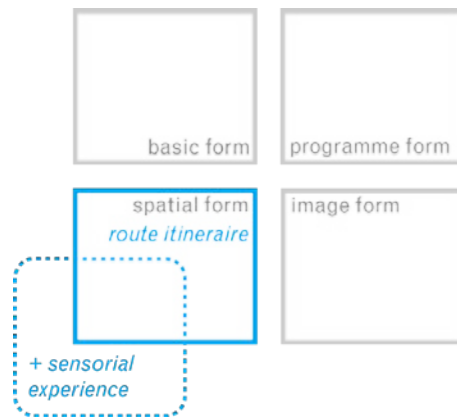 basic form
programme form
spatial form
route itineraire
image form
+ sensorial
experience